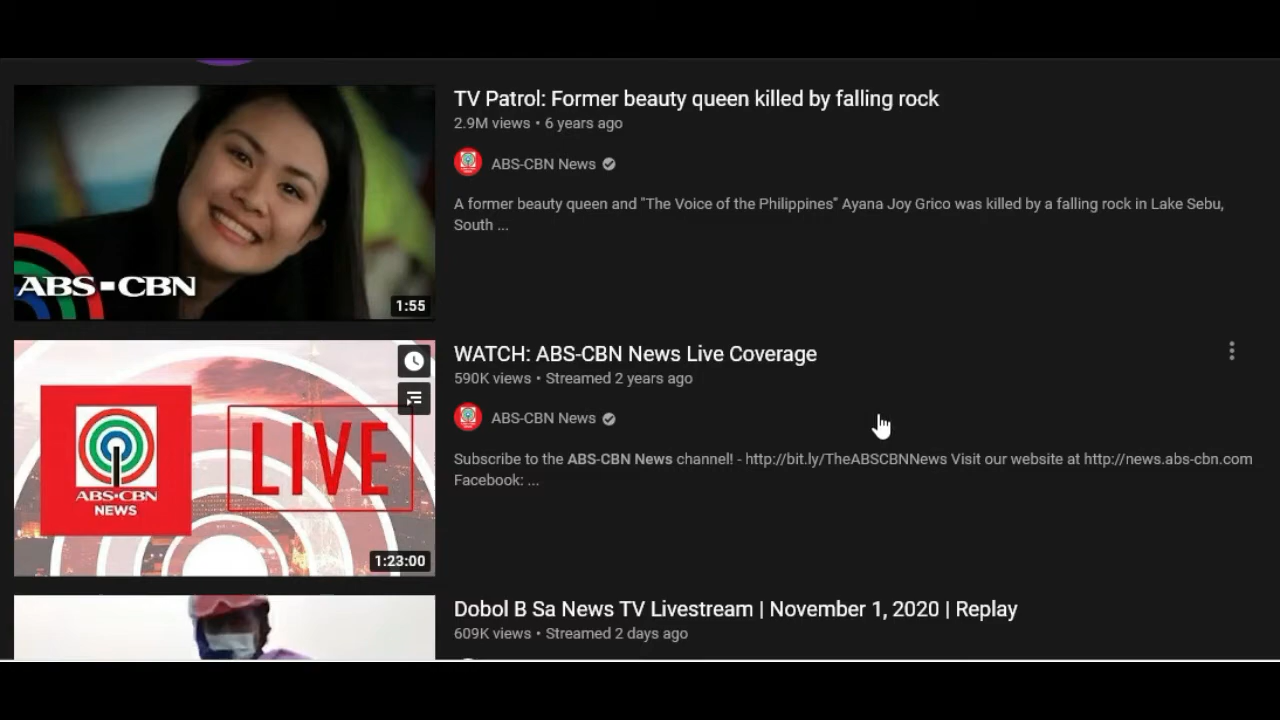 TV Patrol: Former beauty queen killed by falling rock
2.9M views • 6 years ago
ABS-CBN News
A former beauty queen and "The Voice of the Philippines" Ayana Joy Grico was killed by a falling rock in Lake Sebu,
South ...
ABS-CBN
1:55
WATCH: ABS-CBN News Live Coverage
590K views • Streamed 2 years ago
ABS-CBN News
Subscribe to the ABS-CBN News channel! - http://bit.ly/TheABSCBNNews Visit our website at http://news.abs-cbn.com
Facebook: ...
LIVE
ABS•CBN
NEWS
1:23:00
Dobol B Sa News TV Livestream | November 1, 2020 | Replay
609K views • Streamed 2 days ago